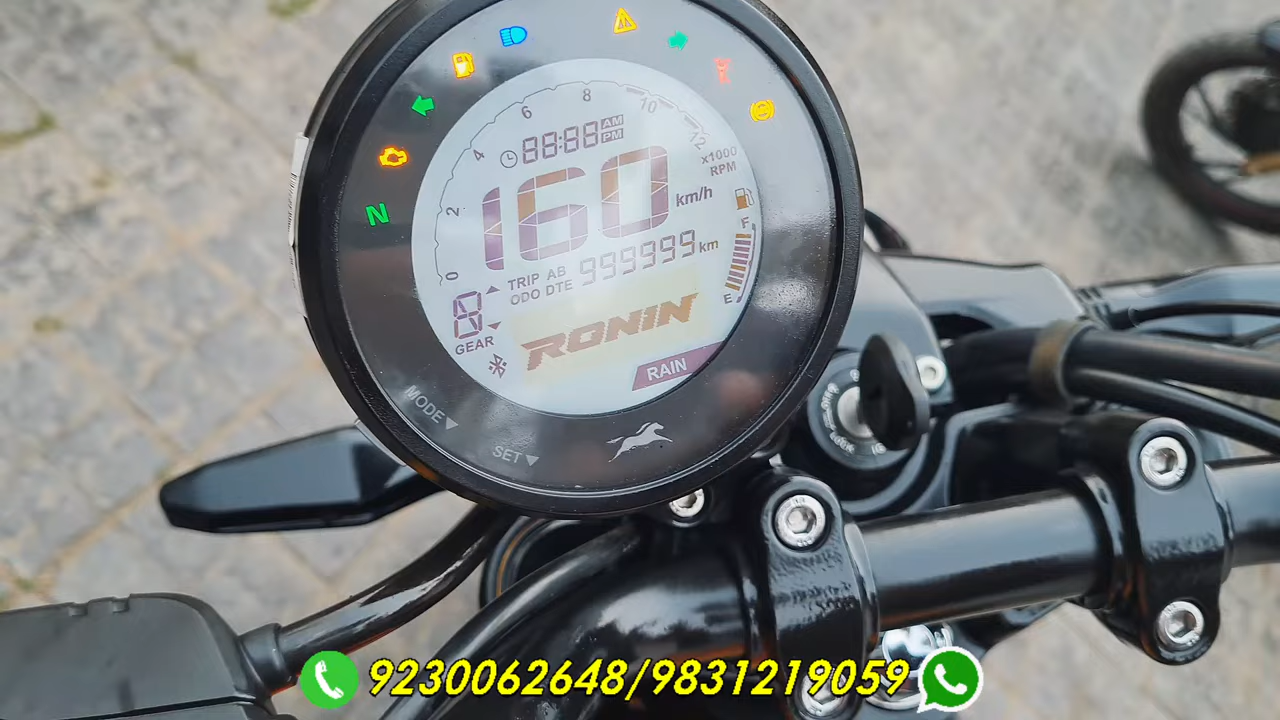 4 6 8 10 12
88:88 AM PM
x1000
RPM
2
160 km/h
N
F
0
TRIP AB
ODO DTE
999999 km
E
8
GEAR
RONIN
RAIN
MODE
SET
9230062648/9831219059